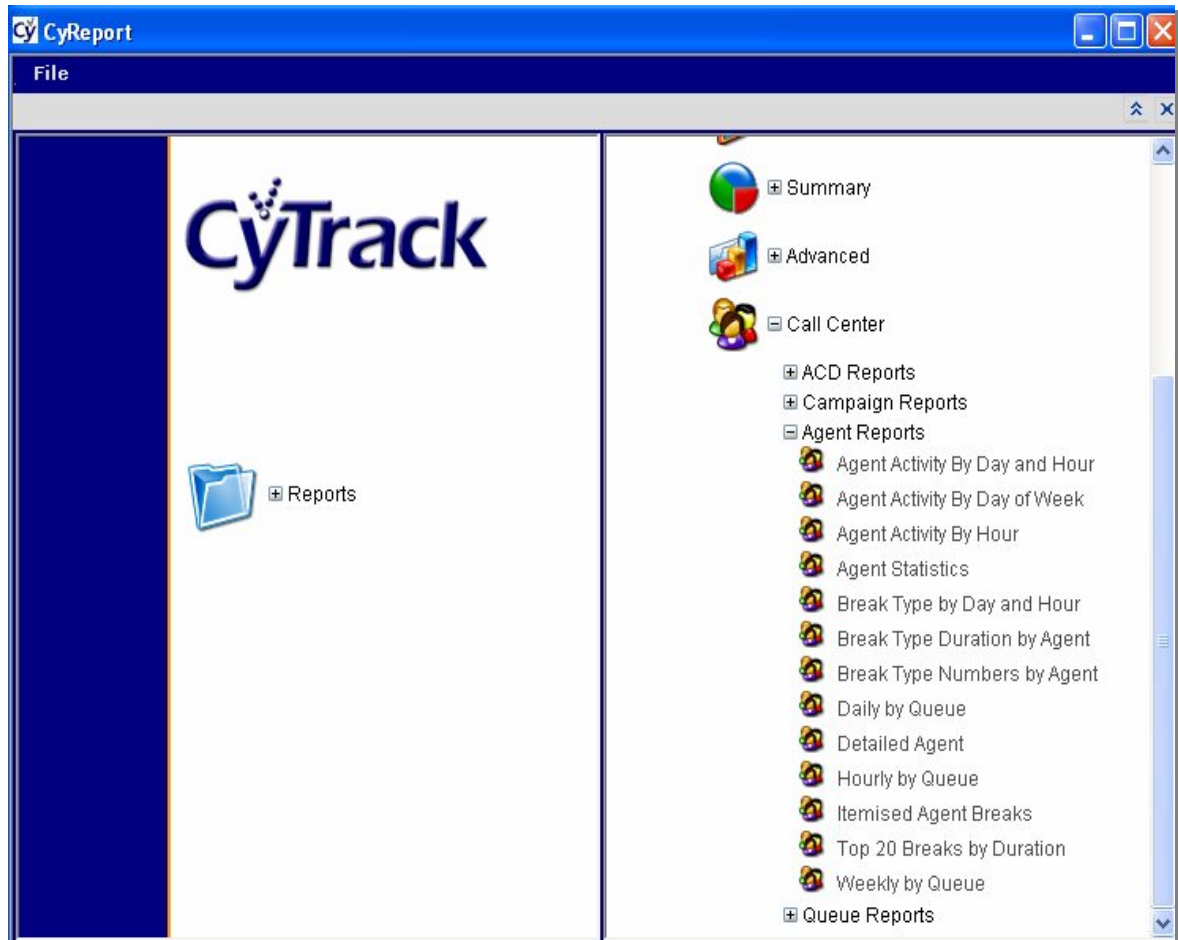 Cy CyReport
File
CyTrack
Reports
Summary
Advanced
Call Center
ACD Reports
Campaign Reports
Agent Reports
Agent Activity By Day and Hour
Agent Activity By Day of Week
Agent Activity By Hour
Agent Statistics
Break Type by Day and Hour
Break Type Duration by Agent
Break Type Numbers by Agent
Daily by Queue
Detailed Agent
Hourly by Queue
Itemised Agent Breaks
Top 20 Breaks by Duration
Weekly by Queue
Queue Reports